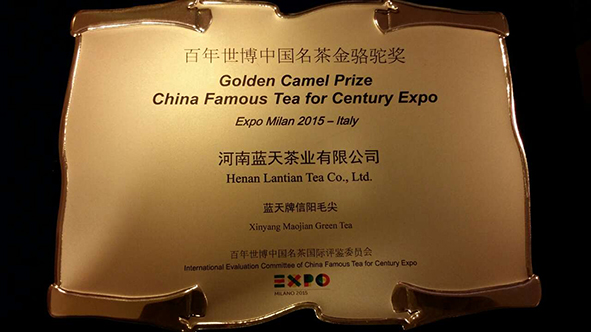 百年世博中国名茶金骆驼奖
Golden Camel Prize
China Famous Tea for Century Expo
Expo Milan 2015 – Italy
河南蓝天茶业有限公司
Henan Lantian Tea Co., Ltd.
蓝天牌信阳毛尖
Xinyang Maojian Green Tea
百年世博中国名茶国际评鉴委员会
International Evaluation Committee of China Famous Tea for Century Expo
EXPO
MILANO 2015